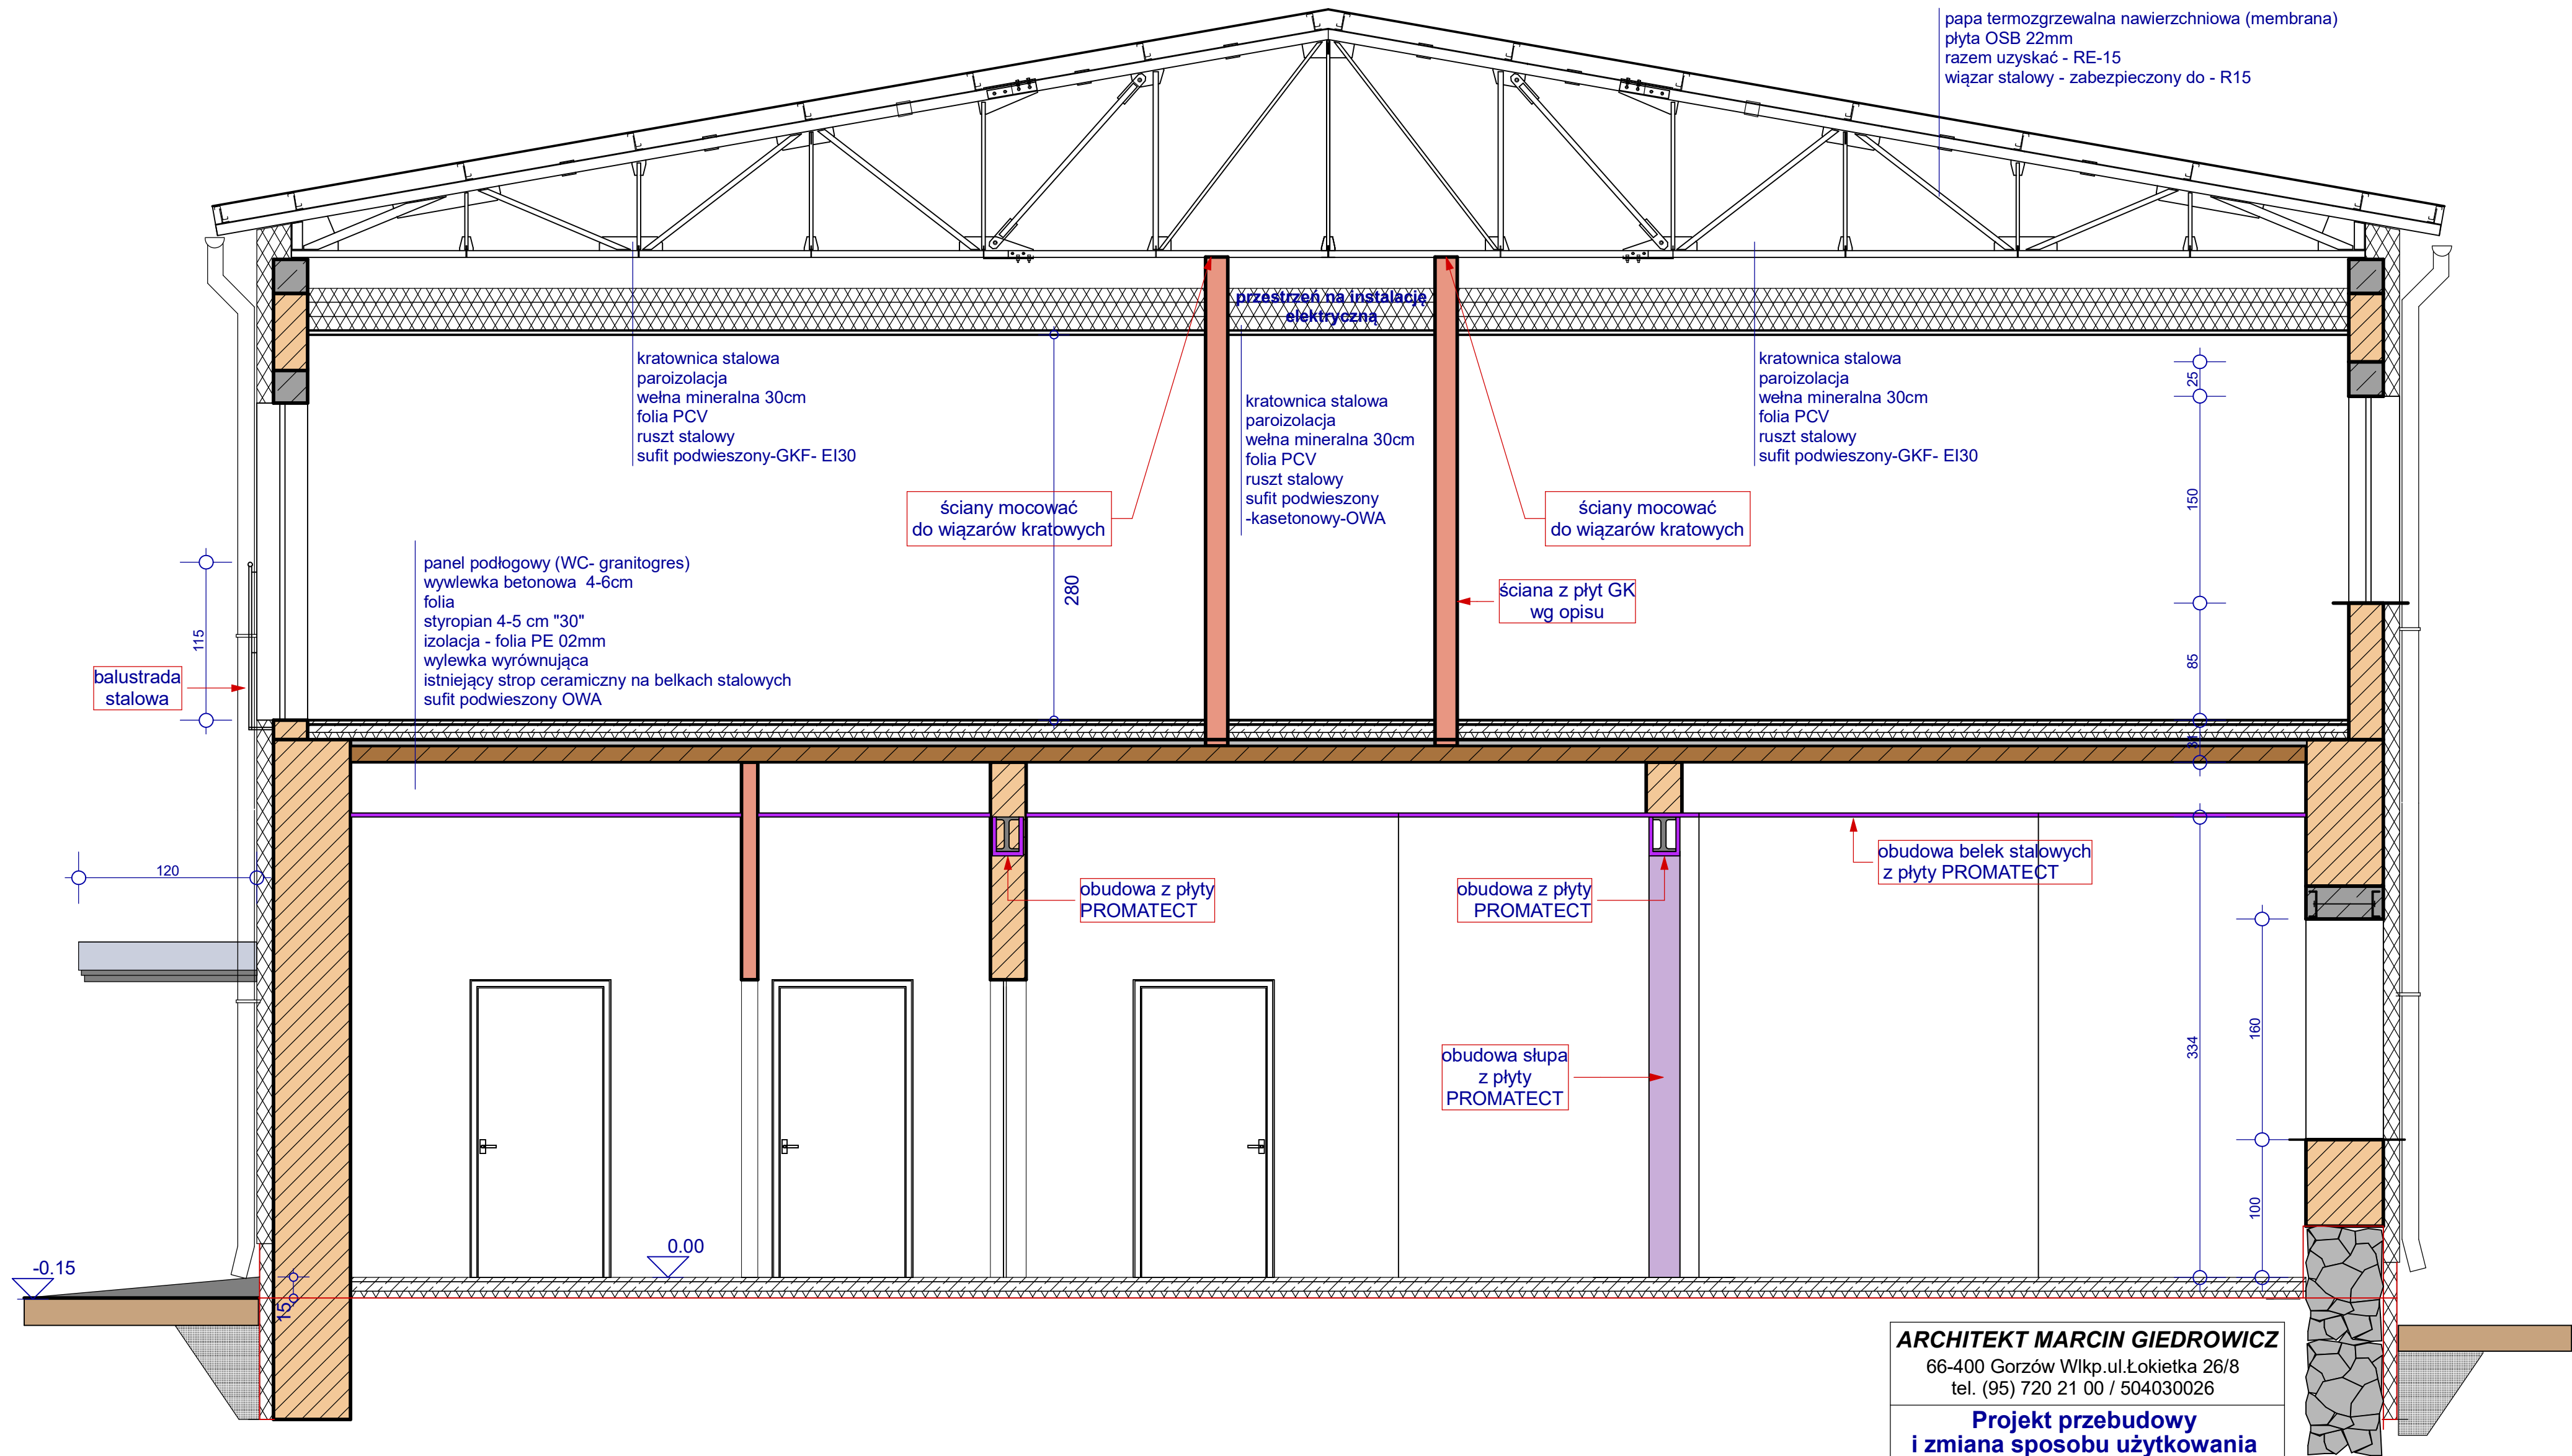 papa termozgrzewalna nawierzchniowa (membrana)
płyta OSB 22mm
razem uzyskać - RE-15
wiązar stalowy - zabezpieczony do - R15
przestrzeń na instalację
elektryczną
kratownica stalowa
paroizolacja
wełna mineralna 30cm
folia PCV
ruszt stalowy
sufit podwieszony-GKF- EI30
kratownica stalowa
paroizolacja
wełna mineralna 30cm
folia PCV
ruszt stalowy
sufit podwieszony
-kasetonowy-OWA
kratownica stalowa
paroizolacja
wełna mineralna 30cm
folia PCV
ruszt stalowy
sufit podwieszony-GKF- EI30
25
150
85
31
ściany mocować
do wiązarów kratowych
ściany mocować
do wiązarów kratowych
280
ściana z płyt GK
wg opisu
panel podłogowy (WC- granitogres)
wywlewka betonowa 4-6cm
folia
styropian 4-5 cm "30"
izolacja - folia PE 02mm
wylewka wyrównująca
istniejący strop ceramiczny na belkach stalowych
sufit podwieszony OWA
115
balustrada
stalowa
120
obudowa z płyty
PROMATECT
obudowa z płyty
PROMATECT
obudowa belek stalowych
z płyty PROMATECT
obudowa słupa
z płyty
PROMATECT
334
160
100
0.00
-0.15
15
ARCHITEKT MARCIN GIEDROWICZ
66-400 Gorzów Wlkp.ul.Łokietka 26/8
tel. (95) 720 21 00 / 504030026
Projekt przebudowy
i zmiana sposobu użytkowania